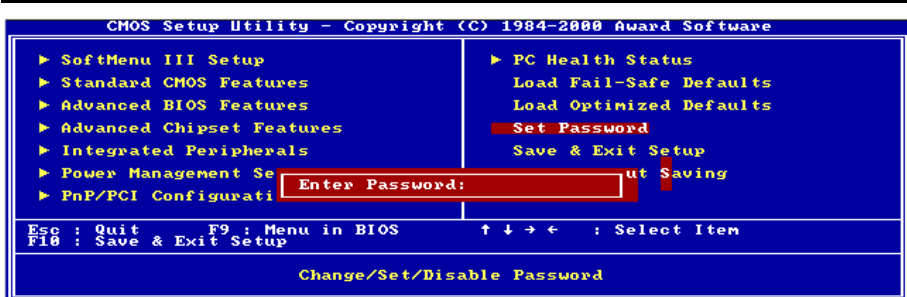 CMOS Setup Utility – Copyright (C) 1984-2000 Award Software
▶ SoftMenu III Setup
▶ Standard CMOS Features
▶ Advanced BIOS Features
▶ Advanced Chipset Features
▶ Integrated Peripherals
▶ Power Management Se
▶ PnP/PCI Configurati
▶ PC Health Status
Load Fail-Safe Defaults
Load Optimized Defaults
Set Password
Save & Exit Setup
ut Saving
Enter Password:
Esc : Quit F9 : Menu in BIOS ↑ ↓ → ← : Select Item
F10 : Save & Exit Setup
Change/Set/Disable Password